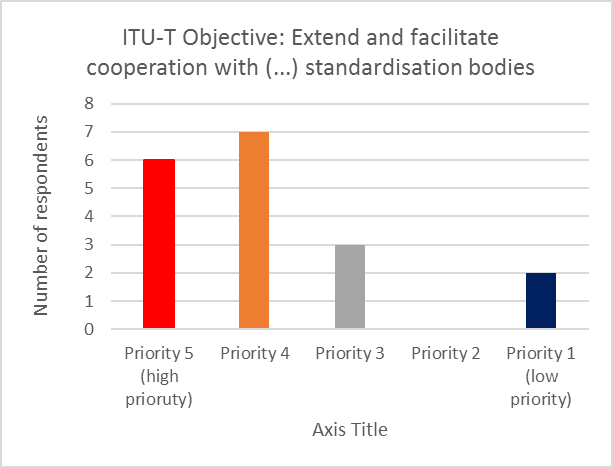 ITU-T Objective: Extend and facilitate
cooperation with (...) standardisation bodies
Number of respondents
8
7
6
5
4
3
2
1
0
Priority 5
(high
prioruty)
Priority 4
Priority 3
Priority 2
Priority 1
(low
priority)
Axis Title